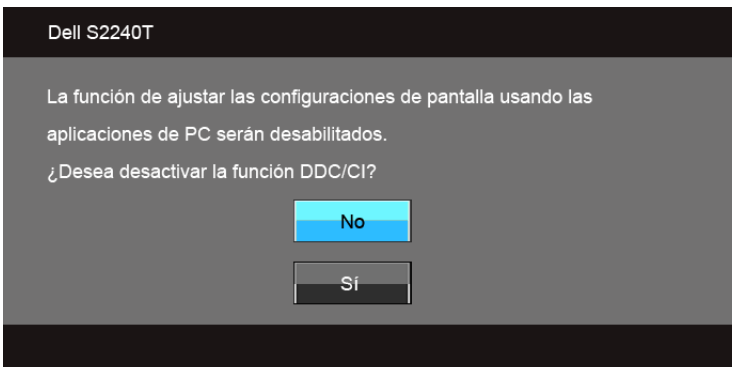 Dell S2240T
La función de ajustar las configuraciones de pantalla usando las
aplicaciones de PC serán desabilitados.
¿Desea desactivar la función DDC/CI?
No
Sí